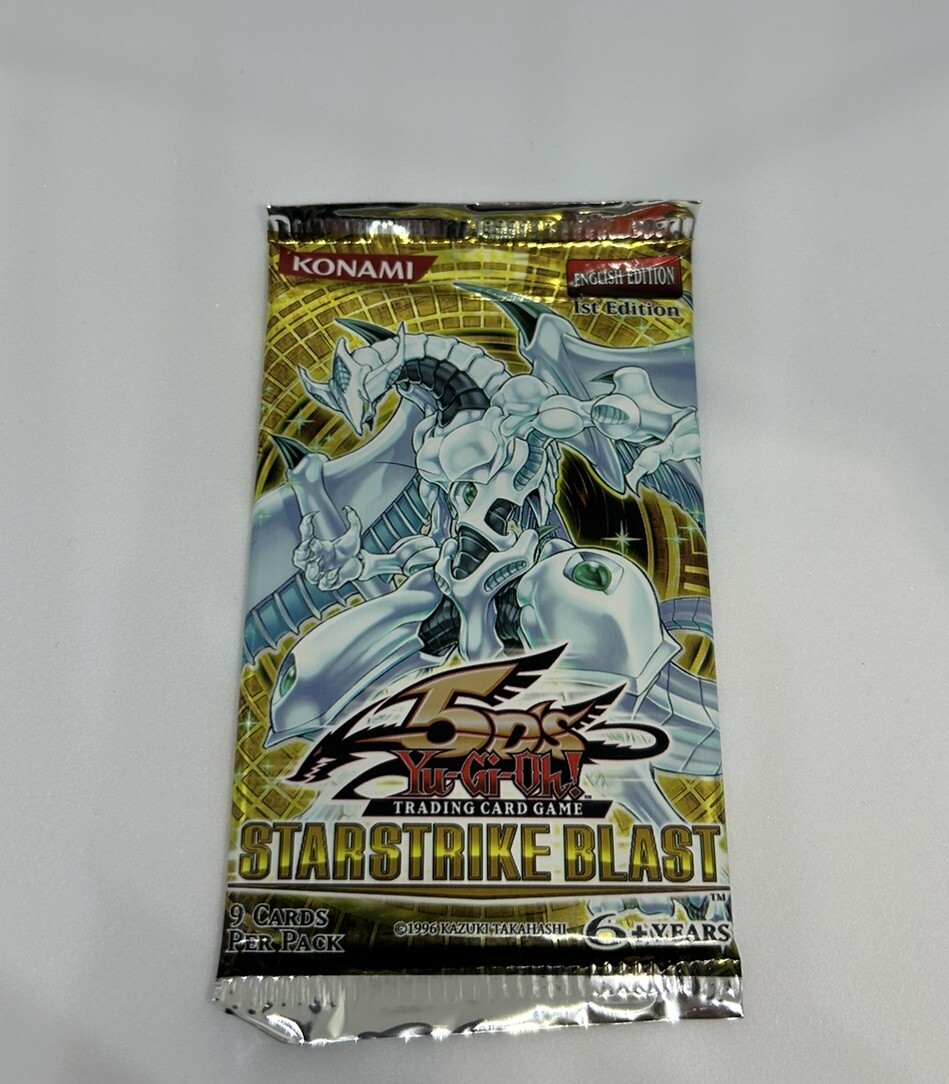 KONAMI
ENGLISH EDITION
1st Edition
5D's
Yu-Gi-Oh!
TRADING CARD GAME
STARSTRIKE BLAST
TM
9 CARDS
PER PACK
©1996 KAZUKI TAKAHASHI
6+YEARS